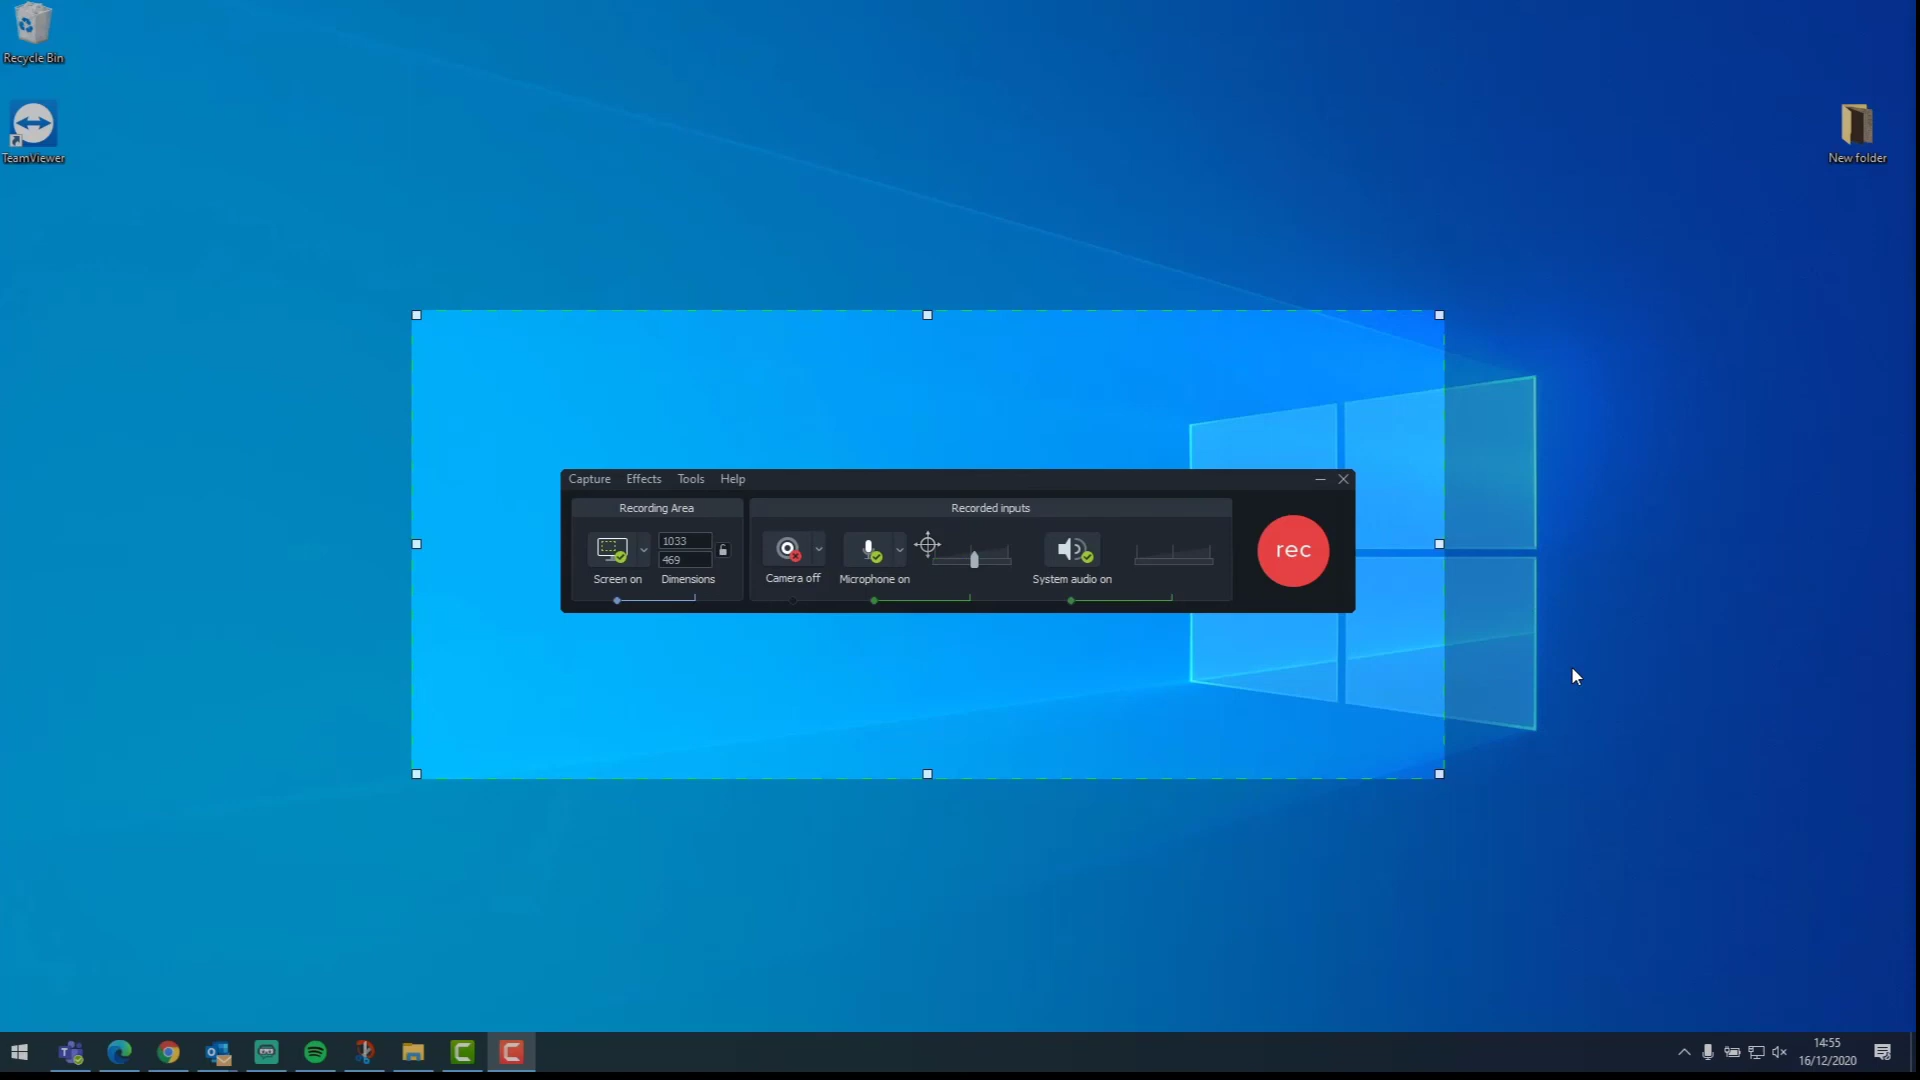 Recycle Bin
TeamViewer
New folder
Capture Effects Tools Help
Recording Area
Recorded inputs
1033
469
Screen on
Dimensions
Camera off
Microphone on
System audio on
rec
14:55
16/12/2020